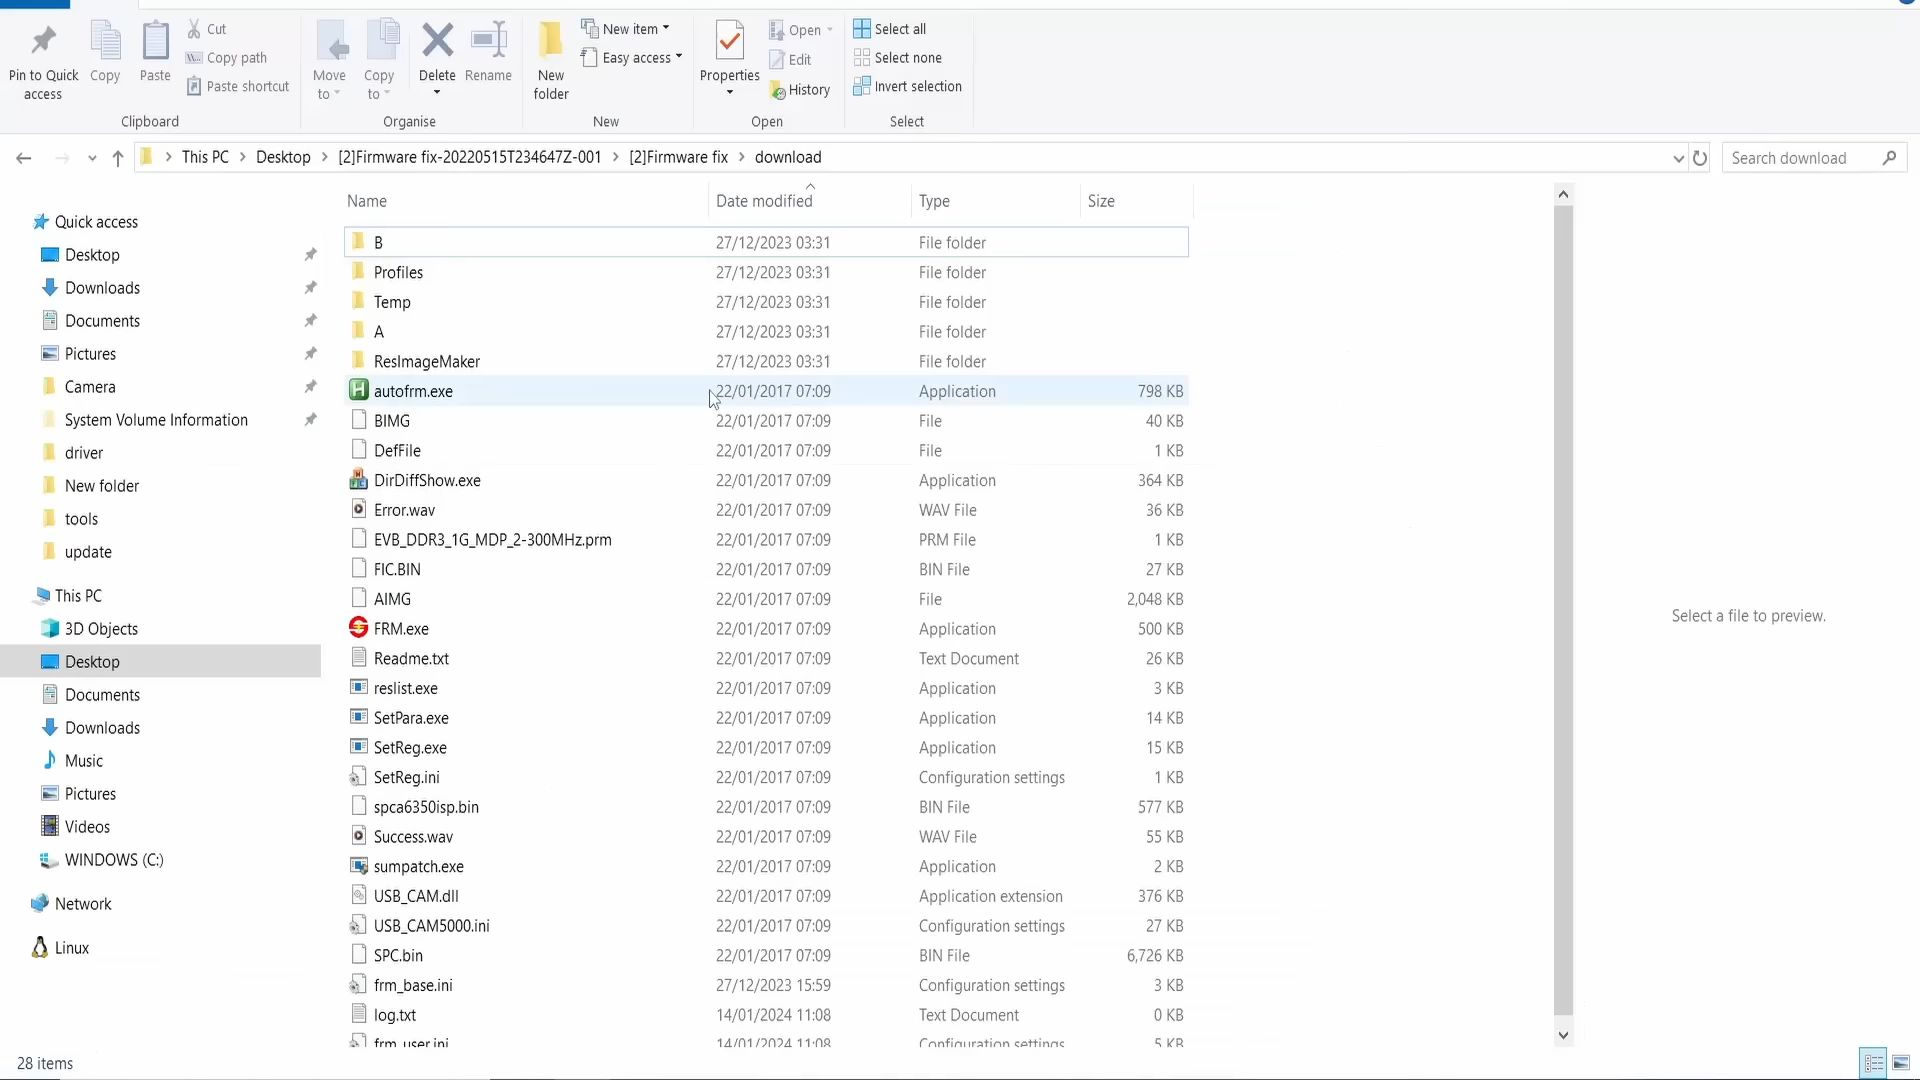 Pin to Quick access
Copy
Paste
Cut
Copy path
Paste shortcut
Clipboard
Move to
Copy to
Delete
Rename
Organise
New folder
New item
Easy access
New
Properties
Open
Edit
History
Open
Select all
Select none
Invert selection
Select
This PC
Desktop
[2]Firmware fix-20220515T234647Z-001
[2]Firmware fix
download
Search download
Quick access
Desktop
Downloads
Documents
Pictures
Camera
System Volume Information
driver
New folder
tools
update
This PC
3D Objects
Desktop
Documents
Downloads
Music
Pictures
Videos
WINDOWS (C:)
Network
Linux
Name Date modified Type Size
B 27/12/2023 03:31 File folder
Profiles 27/12/2023 03:31 File folder
Temp 27/12/2023 03:31 File folder
A 27/12/2023 03:31 File folder
ResImageMaker 27/12/2023 03:31 File folder
autofrm.exe 22/01/2017 07:09 Application 798 KB
BIMG 22/01/2017 07:09 File 40 KB
DefFile 22/01/2017 07:09 File 1 KB
DirDiffShow.exe 22/01/2017 07:09 Application 364 KB
Error.wav 22/01/2017 07:09 WAV File 36 KB
EVB_DDR3_1G_MDP_2-300MHz.prm 22/01/2017 07:09 PRM File 1 KB
FIC.BIN 22/01/2017 07:09 BIN File 27 KB
AIMG 22/01/2017 07:09 File 2,048 KB
FRM.exe 22/01/2017 07:09 Application 500 KB
Readme.txt 22/01/2017 07:09 Text Document 26 KB
reslist.exe 22/01/2017 07:09 Application 3 KB
SetPara.exe 22/01/2017 07:09 Application 14 KB
SetReg.exe 22/01/2017 07:09 Application 15 KB
SetReg.ini 22/01/2017 07:09 Configuration settings 1 KB
spca6350isp.bin 22/01/2017 07:09 BIN File 577 KB
Success.wav 22/01/2017 07:09 WAV File 55 KB
sumpatch.exe 22/01/2017 07:09 Application 2 KB
USB_CAM.dll 22/01/2017 07:09 Application extension 376 KB
USB_CAM5000.ini 22/01/2017 07:09 Configuration settings 27 KB
SPC.bin 22/01/2017 07:09 BIN File 6,726 KB
frm_base.ini 27/12/2023 15:59 Configuration settings 3 KB
log.txt 14/01/2024 11:08 Text Document 0 KB
frm_user.ini 14/01/2024 11:08 Configuration settings 5 KB
Select a file to preview.
28 items